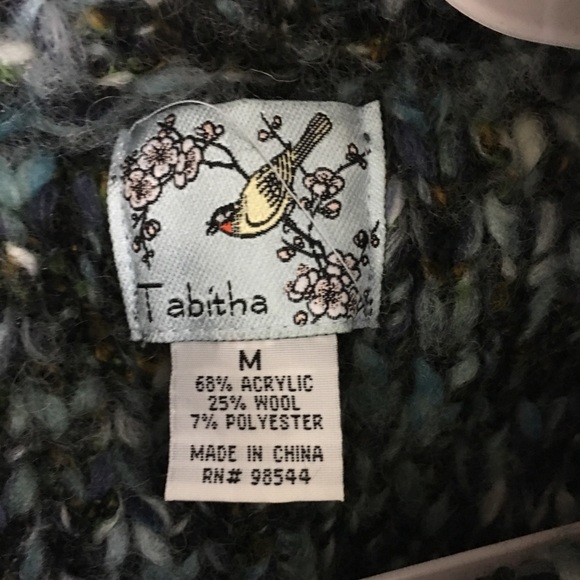 Tabitha
M
68% ACRYLIC
25% WOOL
7% POLYESTER
MADE IN CHINA
RN# 98544